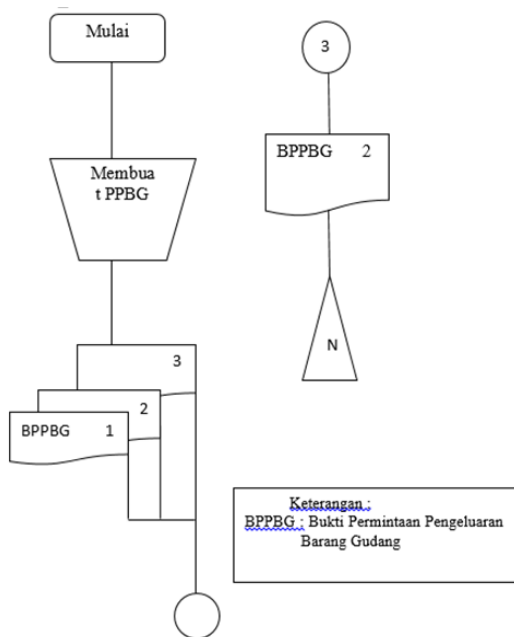 Mulai
Membua
t PPBG
3
2
BPPBG 1
3
BPPBG 2
N
Keterangan :
BPPBG : Bukti Permintaan Pengeluaran
Barang Gudang